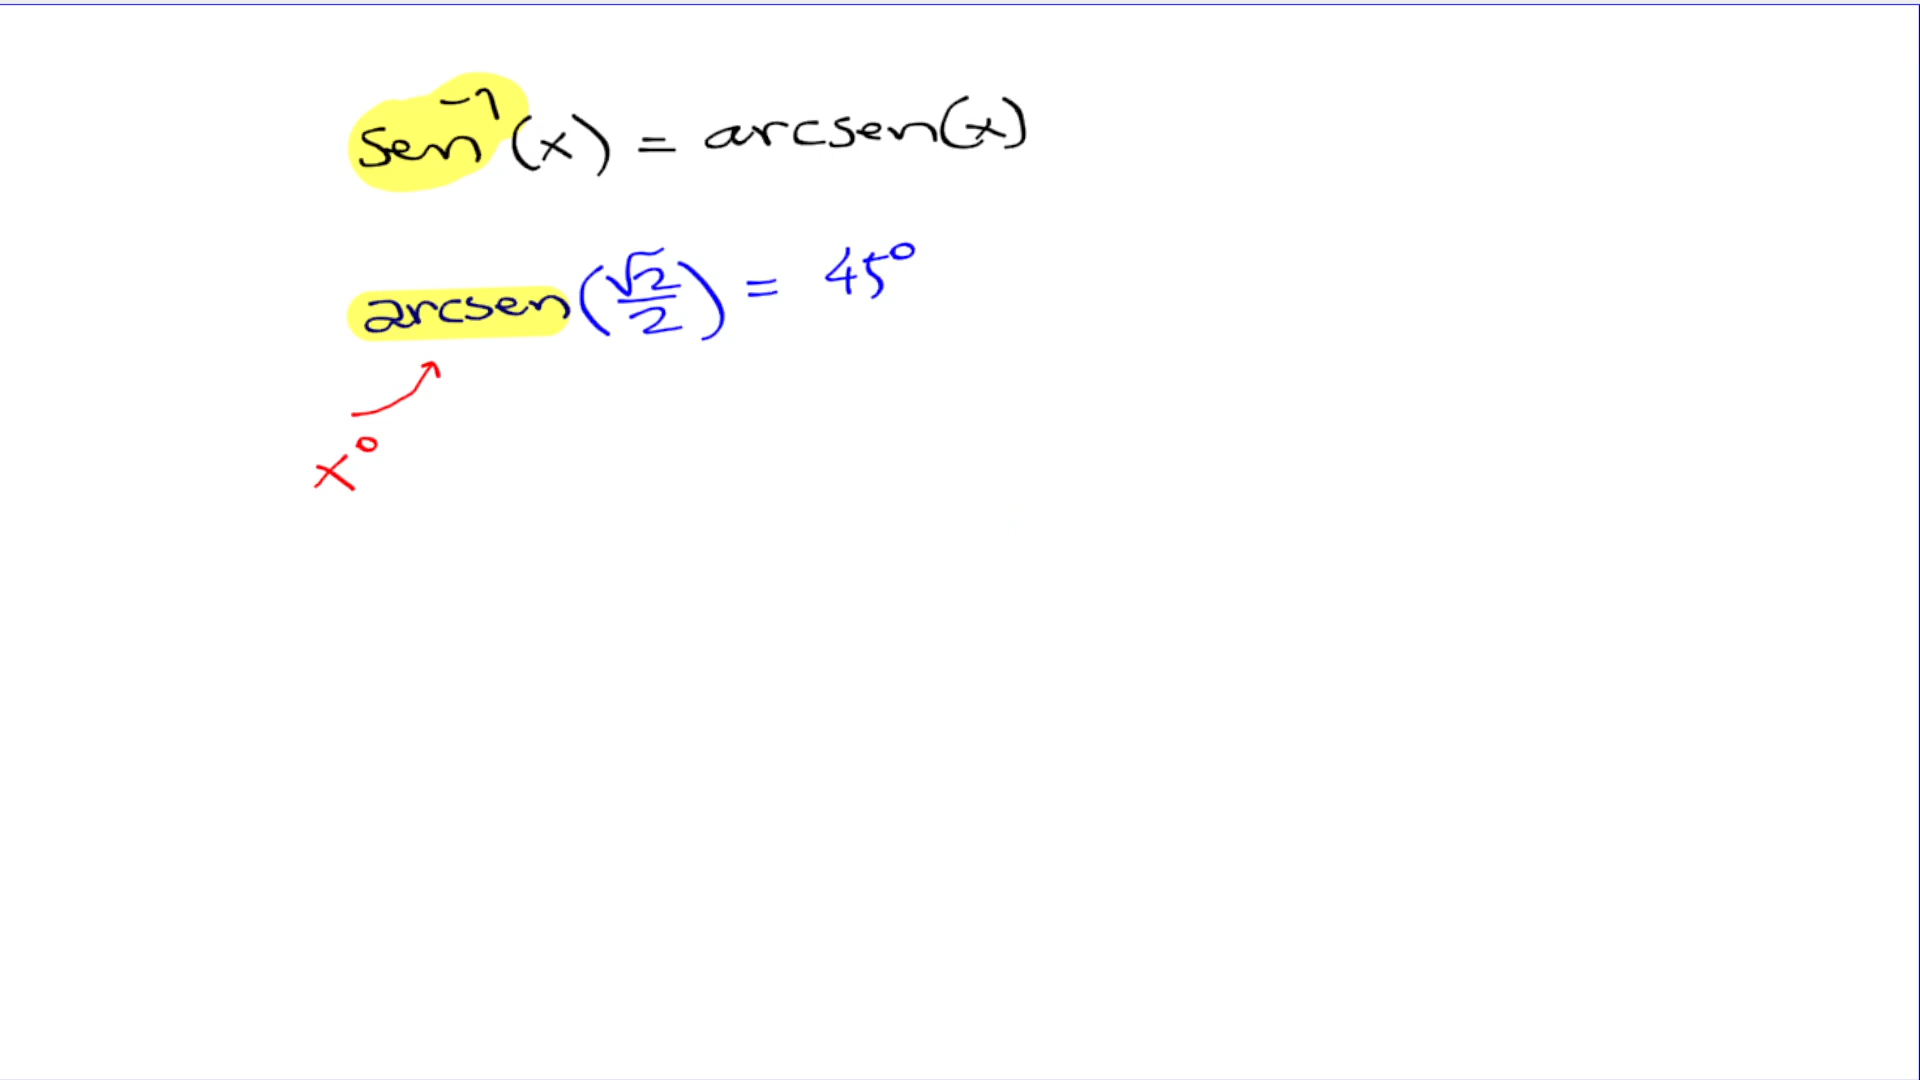 sen⁻¹(x) = arcsen(x)
arcsen(√2/2) = 45°
x°